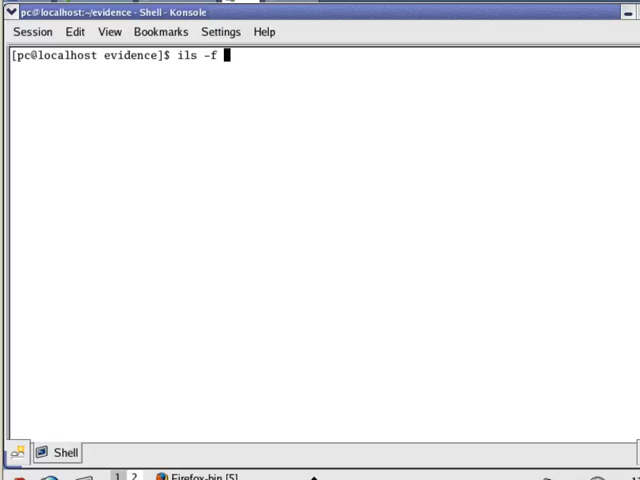 pc@localhost:~/evidence - Shell - Konsole
Session Edit View Bookmarks Settings Help
[pc@localhost evidence]$ ils -f
Shell
1 2 Firefox-bin [5]